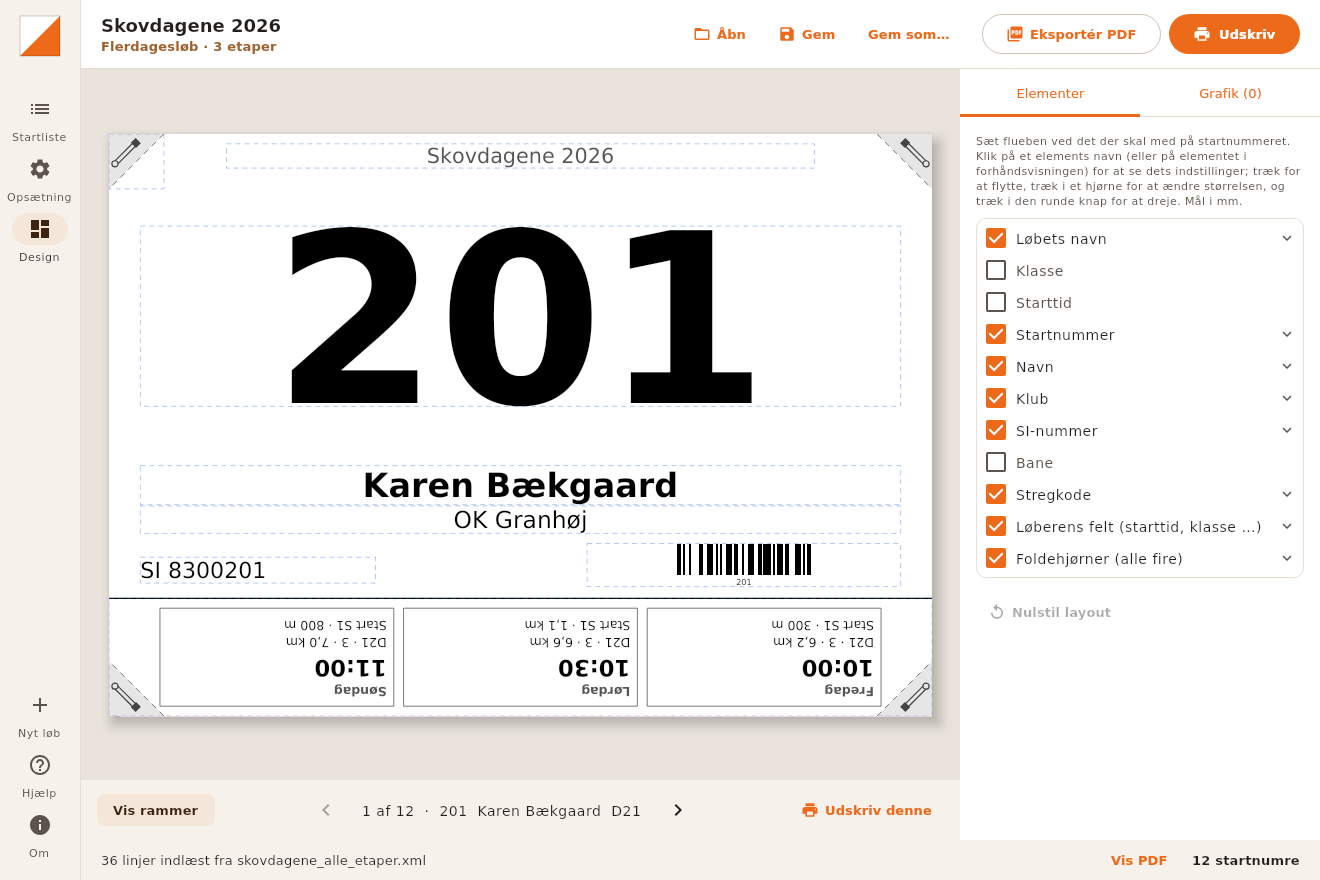 Skovdagene 2026
Flerdagesløb · 3 etaper
Åbn
Gem
Gem som...
Eksportér PDF
Udskriv
Startliste
Opsætning
Design
Nyt løb
Hjælp
Om
Skovdagene 2026
201
Karen Bækgaard
OK Granhøj
SI 8300201
201
Start S1 · 800 m
D21 · 3 · 7,0 km
11:00
Søndag
Start S1 · 1,1 km
D21 · 3 · 6,6 km
10:30
Lørdag
Start S1 · 300 m
D21 · 3 · 6,2 km
10:00
Fredag
Elementer
Grafik (0)
Sæt flueben ved det der skal med på startnummeret.
Klik på et elements navn (eller på elementet i
forhåndsvisningen) for at se dets indstillinger; træk for
at flytte, træk i et hjørne for at ændre størrelsen, og
træk i den runde knap for at dreje. Mål i mm.
Løbets navn
Klasse
Starttid
Startnummer
Navn
Klub
SI-nummer
Bane
Stregkode
Løberens felt (starttid, klasse ...)
Foldehjørner (alle fire)
Nulstil layout
Vis rammer
1 af 12 · 201 Karen Bækgaard D21
Udskriv denne
36 linjer indlæst fra skovdagene_alle_etaper.xml
Vis PDF
12 startnumre